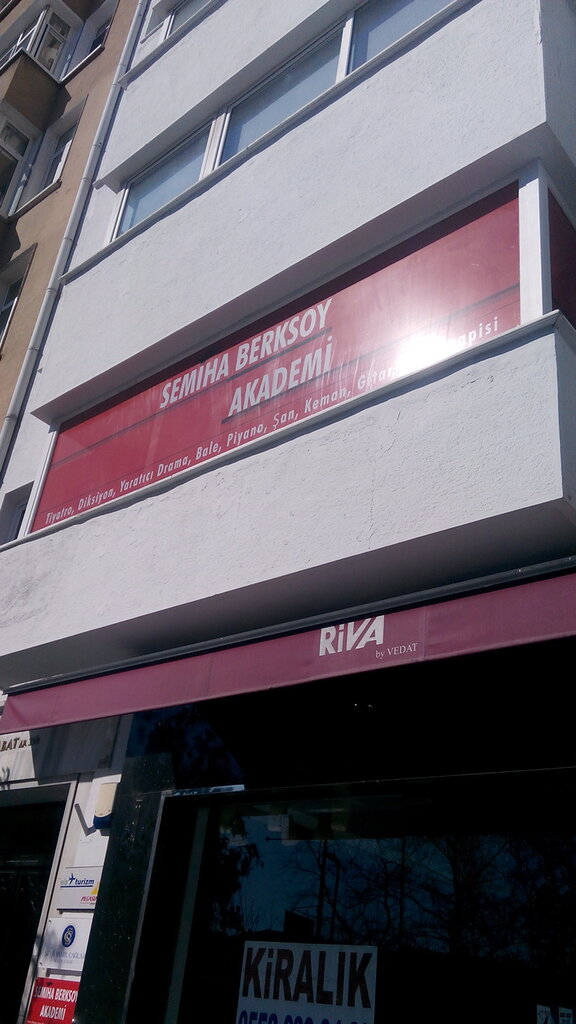 SEMIHA BERKSOY
AKADEMİ
Tiyatro, Diksiyon, Yaratıcı Drama, Bale, Piyano, Şan, Keman, Gitar
RiVA
by VEDAT
turizm
KiRALIK
SEMIHA BERKSOY
AKADEMİ